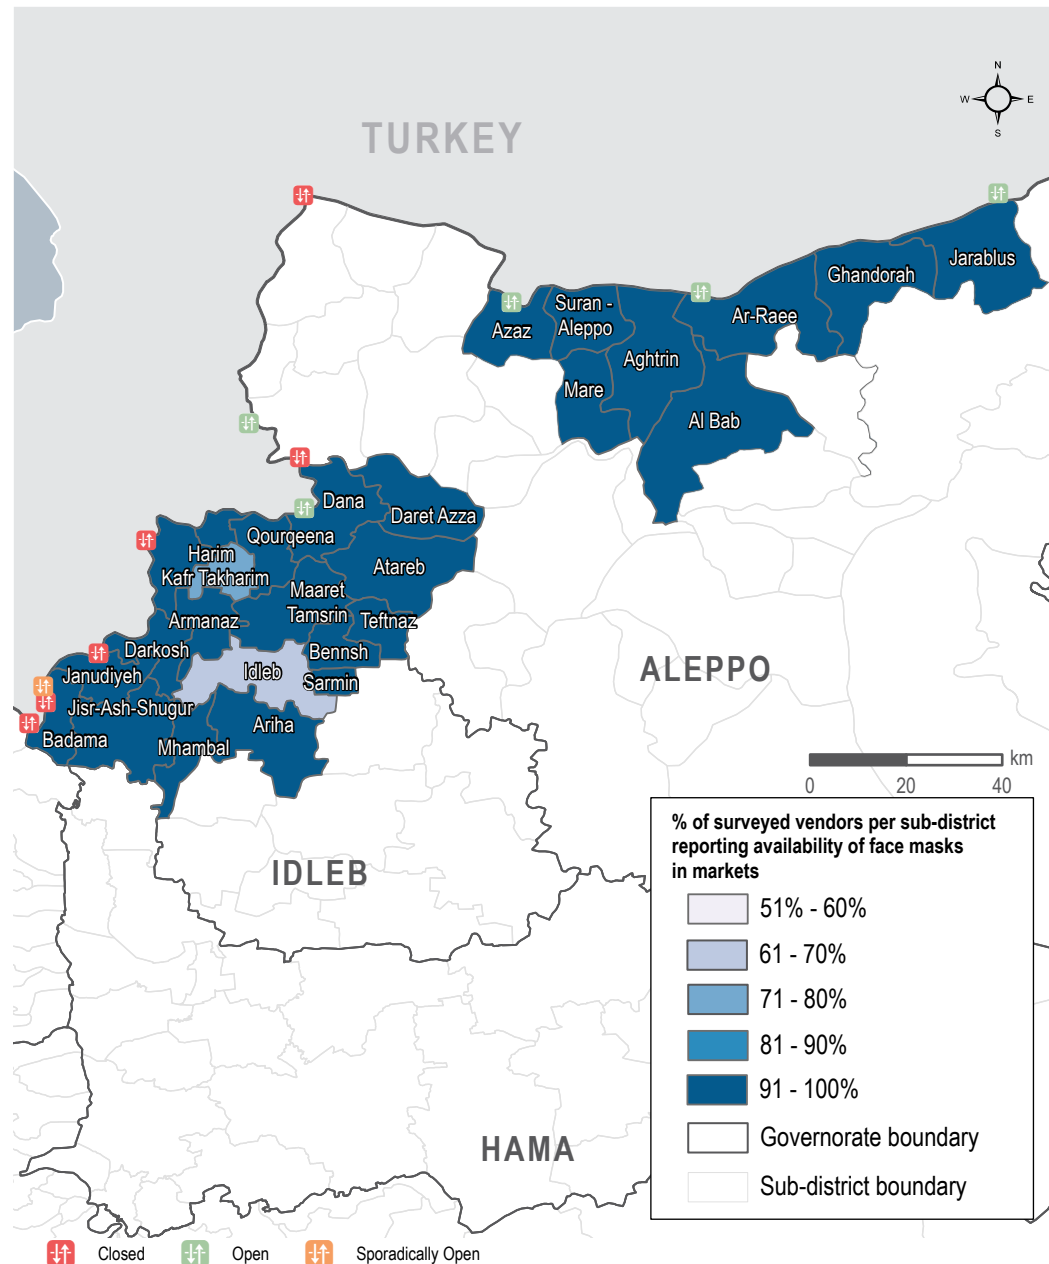 N
W
E
S
TURKEY
Jarablus
Ghandorah
Suran -
Aleppo
Ar-Raee
Azaz
Aghtrin
Mare
Al Bab
Dana
Daret Azza
Qourqeena
Harim
Atareb
Kafr Takharim
Maaret
Tamsrin
Teftnaz
Armanaz
Darkosh
Bennsh
Janudiyeh
Idleb
Sarmin
ALEPPO
Jisr-Ash-Shugur
Ariha
Badama
Mhambal
km
0
20
40
IDLEB
HAMA
% of surveyed vendors per sub-district
reporting availability of face masks
in markets
51% - 60%
61 - 70%
71 - 80%
81 - 90%
91 - 100%
Governorate boundary
Sub-district boundary
Closed
Open
Sporadically Open